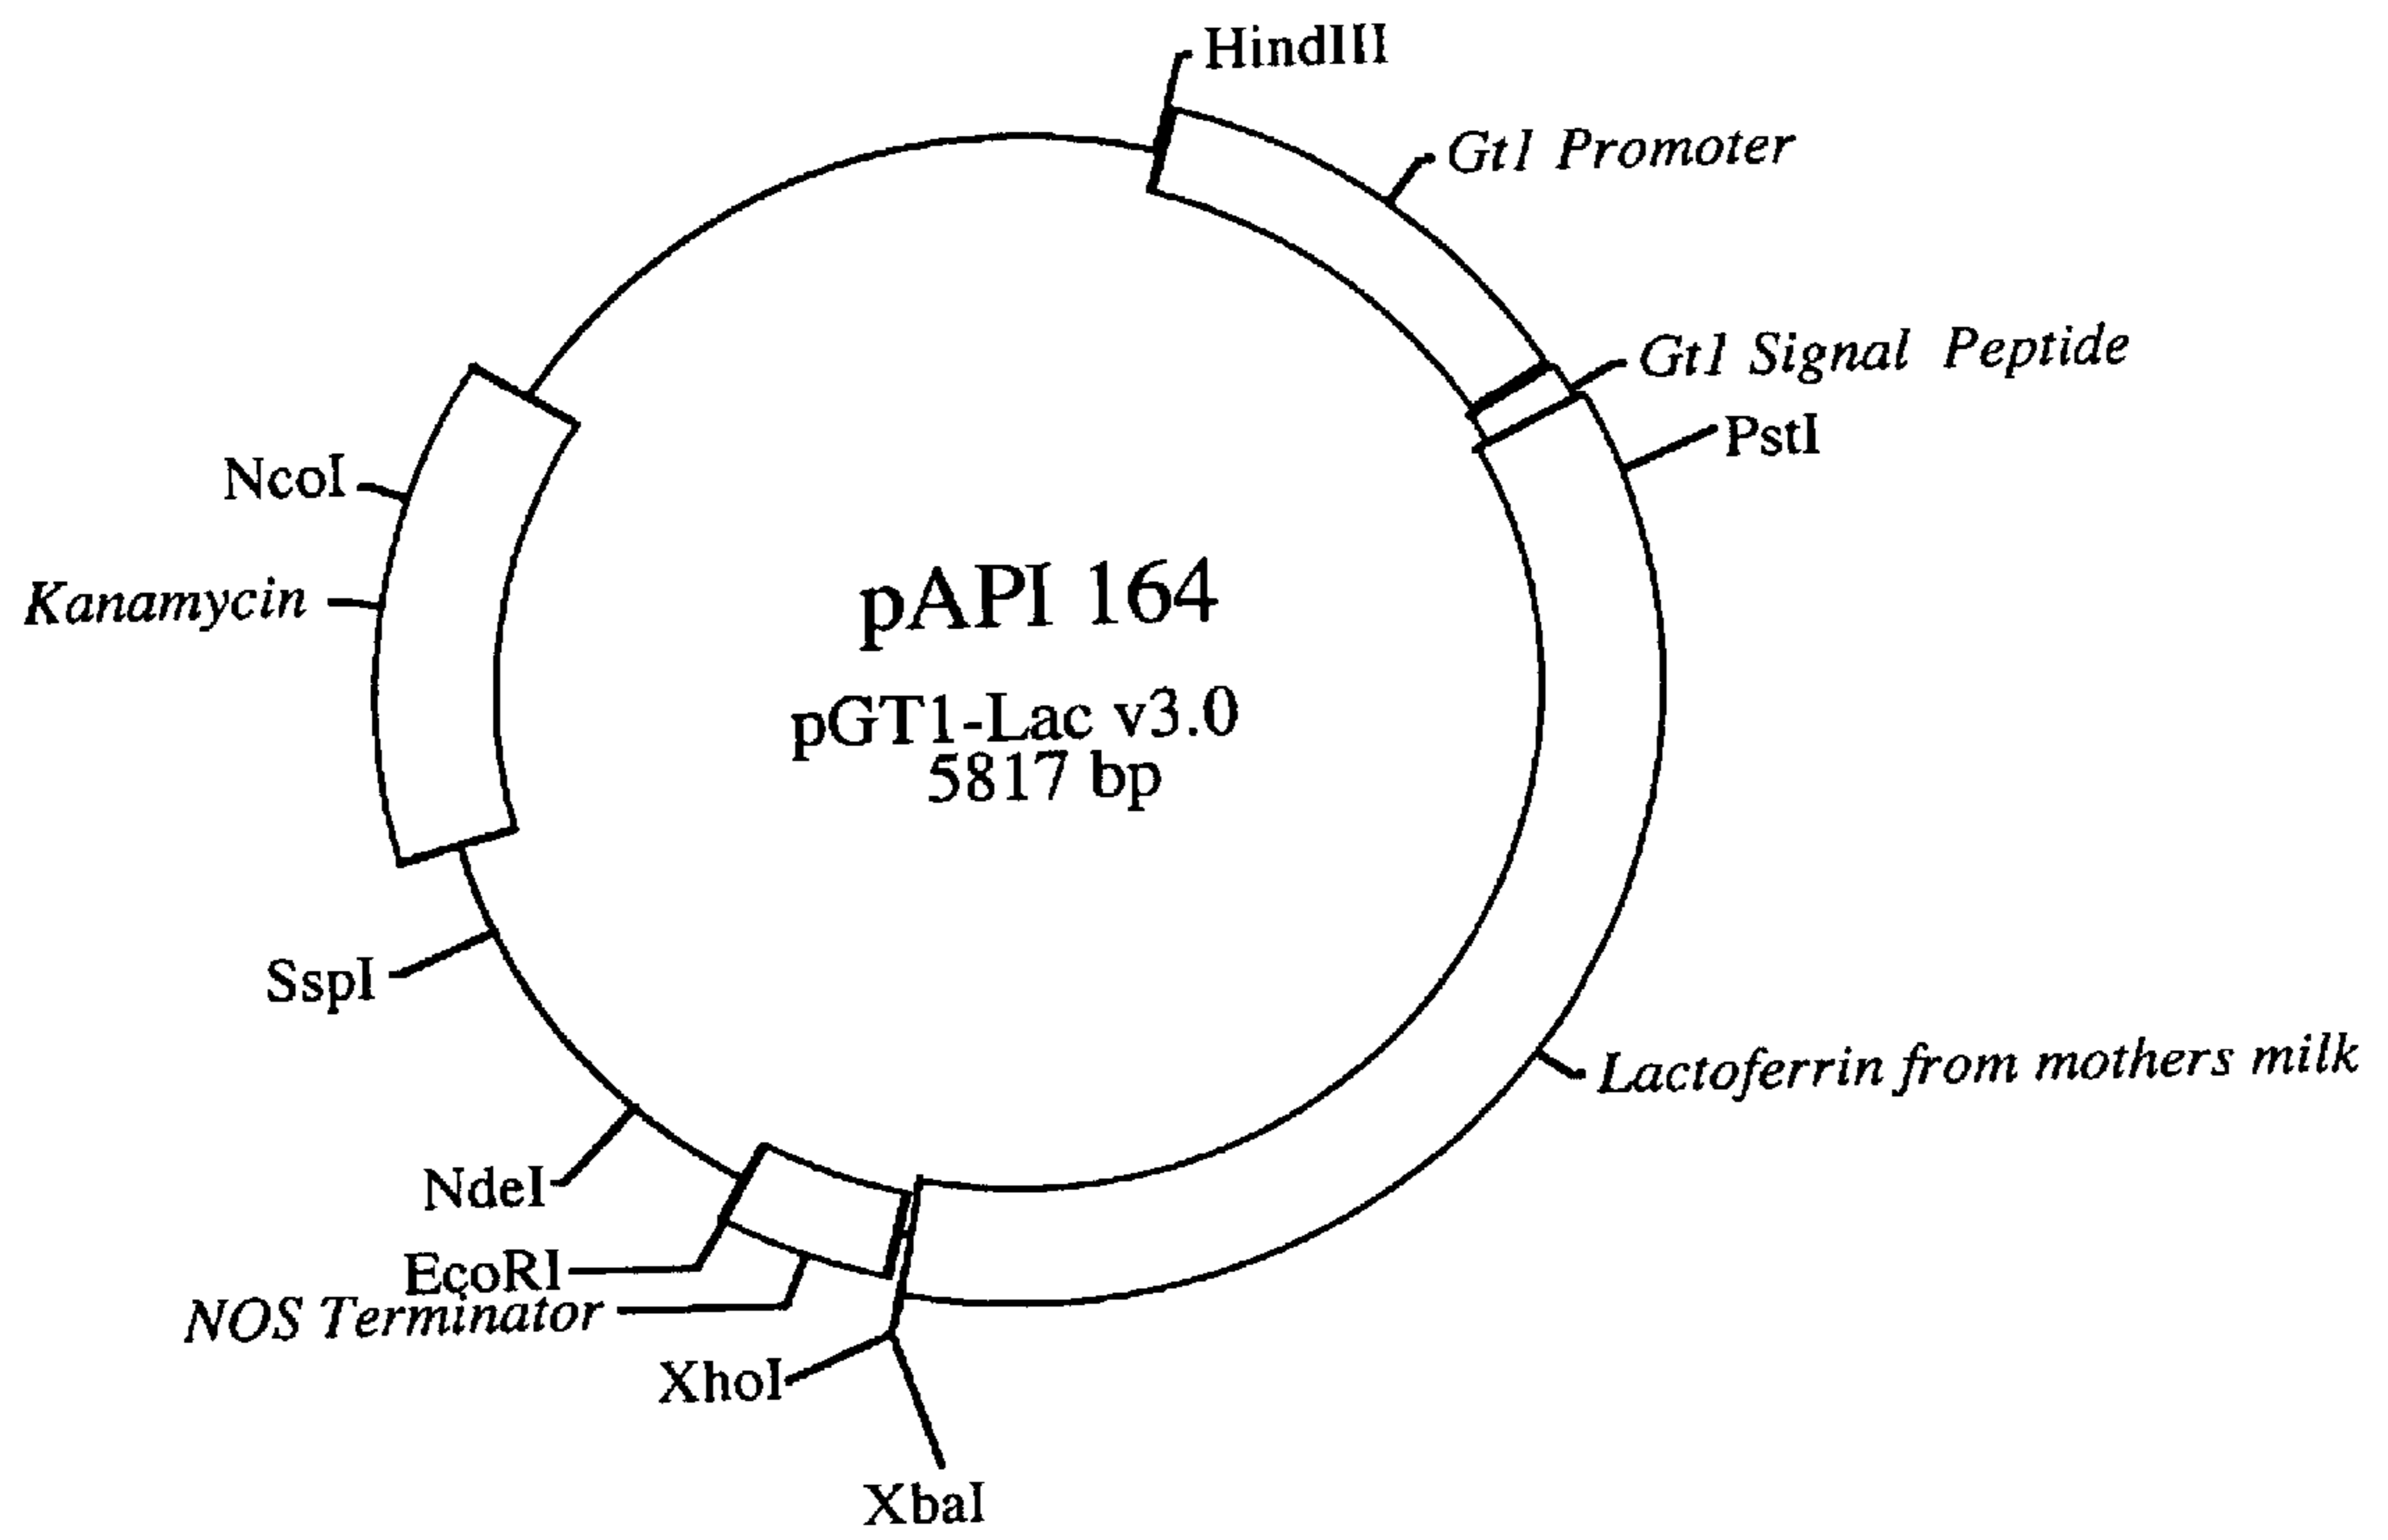 HindIII
Gt1 Promoter
Gt1 Signal Peptide
PstI
NcoI
Kanamycin
pAPI 164
pGT1-Lac v3.0
5817 bp
SspI
Lactoferrin from mothers milk
NdeI
EcoRI
NOS Terminator
XhoI
XbaI